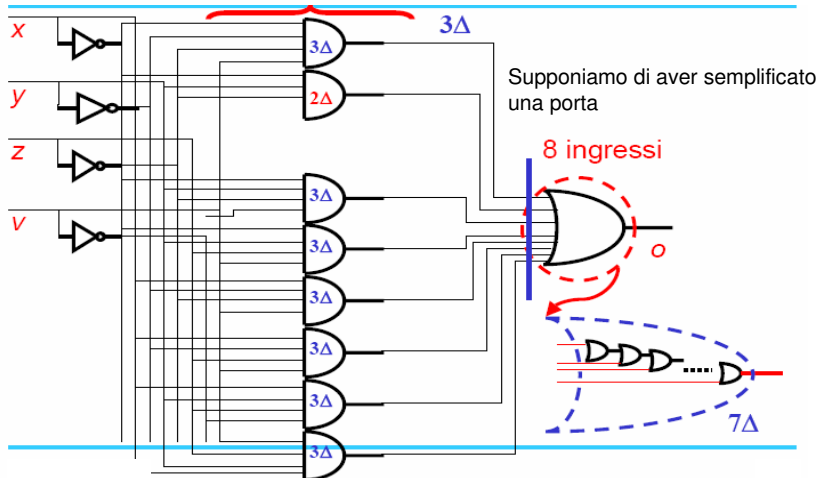 x
3Δ
3Δ
Supponiamo di aver semplificato
una porta
y
2Δ
z
8 ingressi
3Δ
v
3Δ
o
3Δ
3Δ
3Δ
7Δ
3Δ